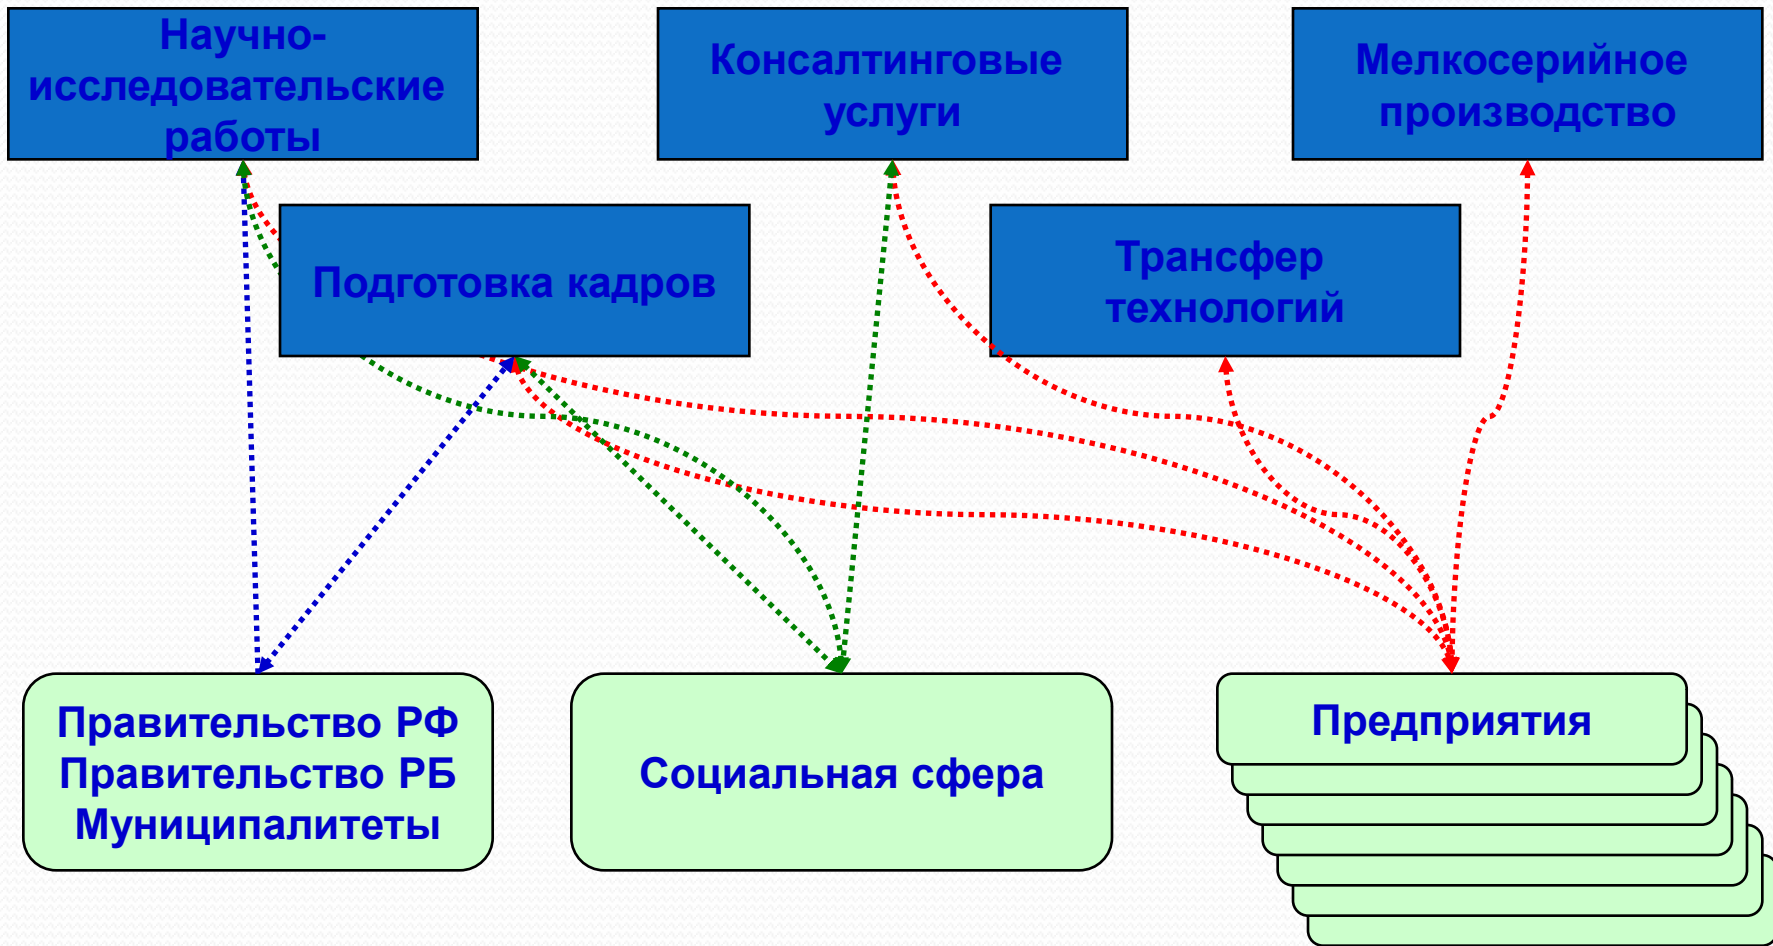 Научно-
исследовательские
работы
Консалтинговые
услуги
Мелкосерийное
производство
Подготовка кадров
Трансфер
технологий
Правительство РФ
Правительство РБ
Муниципалитеты
Социальная сфера
Предприятия